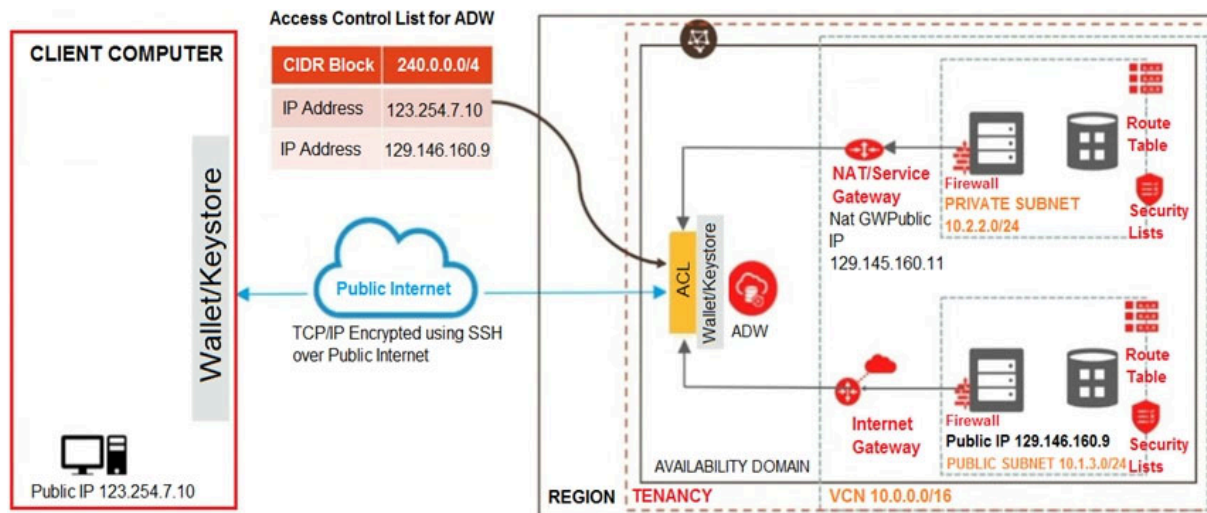 Access Control List for ADW
CLIENT COMPUTER
CIDR Block 240.0.0.0/4
IP Address 123.254.7.10
IP Address 129.146.160.9
Wallet/Keystore
Public Internet
TCP/IP Encrypted using SSH
over Public Internet
Public IP 123.254.7.10
ACL
Wallet/Keystore
ADW
NAT/Service
Gateway
Nat GWPublic
IP
129.145.160.11
Firewall
PRIVATE SUBNET
10.2.2.0/24
Route
Table
Security
Lists
Internet
Gateway
Firewall
Public IP 129.146.160.9
PUBLIC SUBNET 10.1.3.0/24
Route
Table
Security
Lists
AVAILABILITY DOMAIN
REGION
TENANCY
VCN 10.0.0.0/16